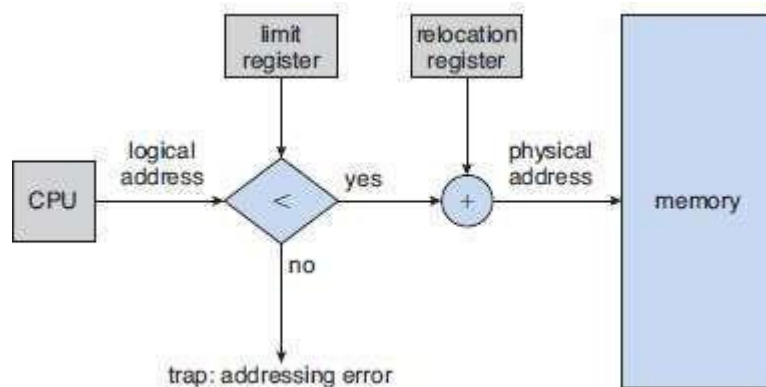 limit
register
relocation
register
logical
address
physical
address
CPU
<
yes
+
memory
no
trap: addressing error